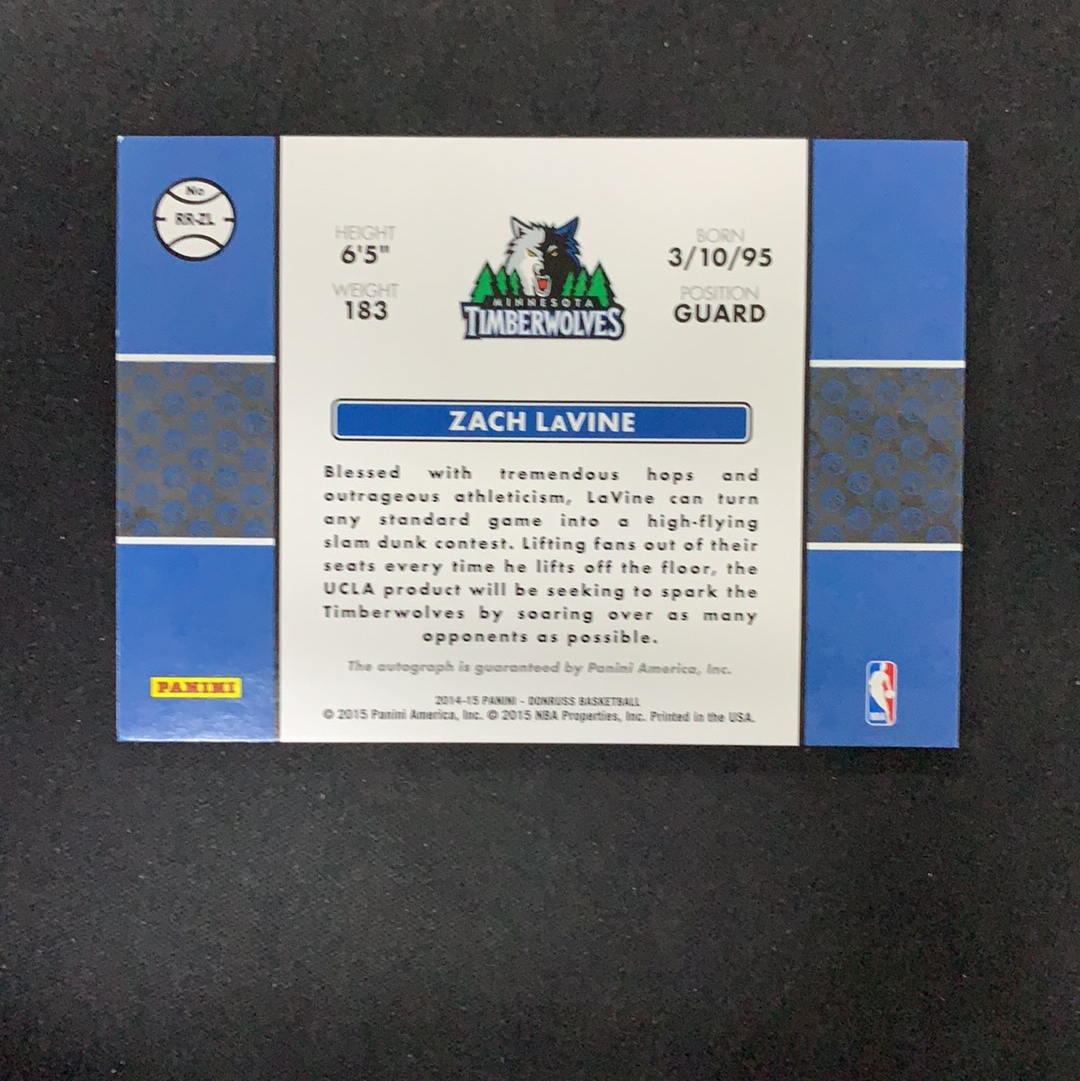 No
RR-ZL
HEIGHT
6'5"
WEIGHT
183
MINNESOTA
TIMBERWOLVES
BORN
3/10/95
POSITION
GUARD
ZACH LaVINE
Blessed with tremendous hops and
outrageous athleticism, LaVine can turn
any standard game into a high-flying
slam dunk contest. Lifting fans out of their
seats every time he lifts off the floor, the
UCLA product will be seeking to spark the
Timberwolves by soaring over as many
opponents as possible.
The autograph is guaranteed by Panini America, Inc.
2014-15 PANINI - DONRUSS BASKETBALL
© 2015 Panini America, Inc. © 2015 NBA Properties, Inc. Printed in the USA.
PANINI
NBA